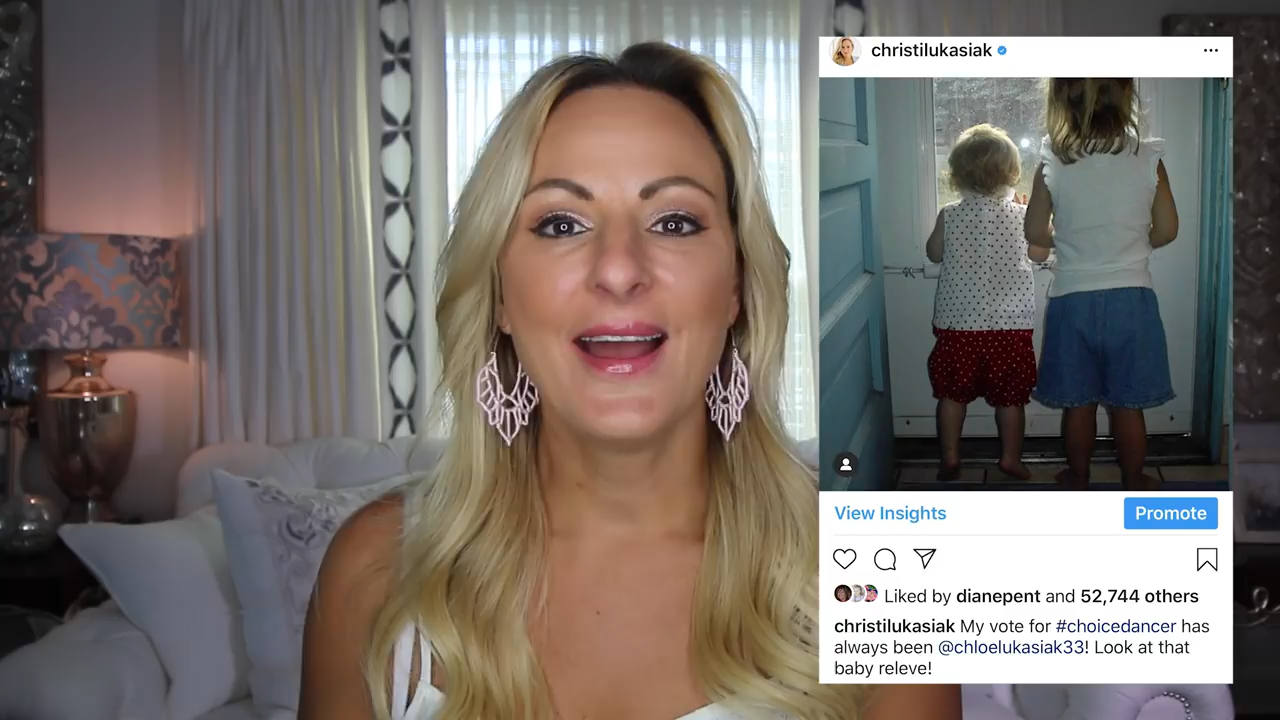 christilukasiak
View Insights
Promote
Liked by dianepent and 52,744 others
christilukasiak My vote for #choicedancer has
always been @chloelukasiak33! Look at that
baby releve!